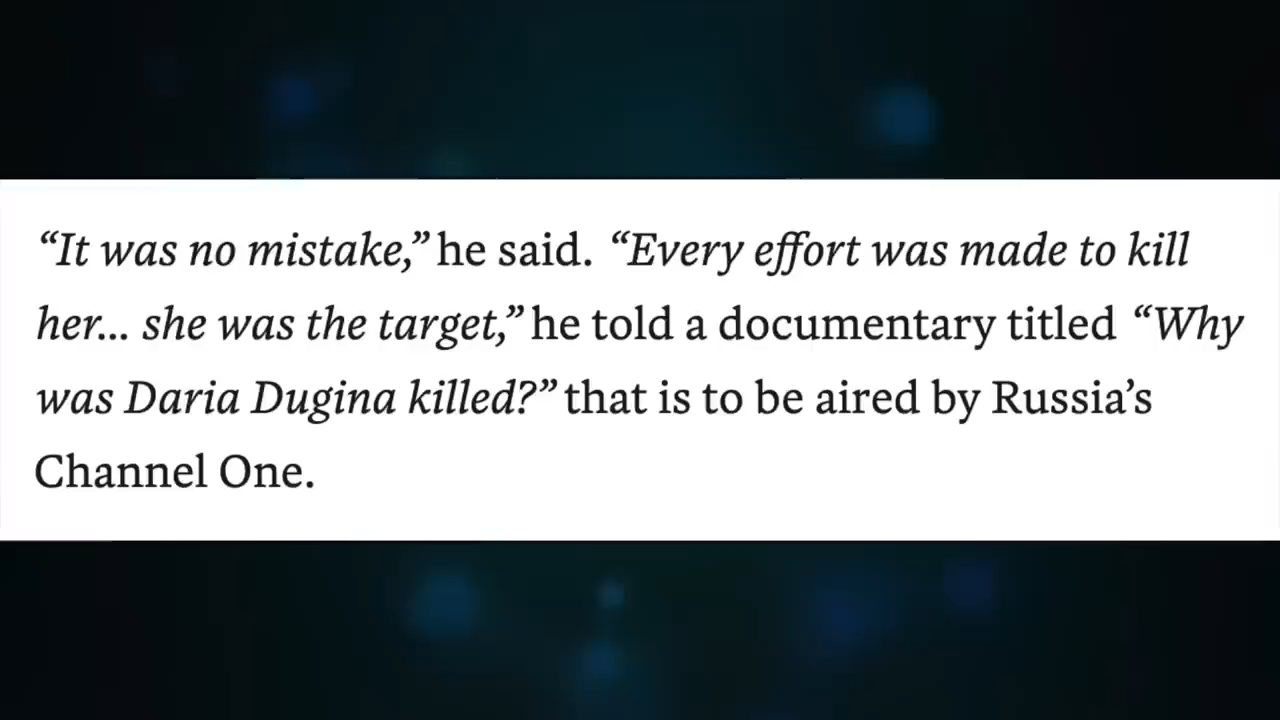 “It was no mistake,” he said. “Every effort was made to kill
her... she was the target,” he told a documentary titled “Why
was Daria Dugina killed?” that is to be aired by Russia’s
Channel One.